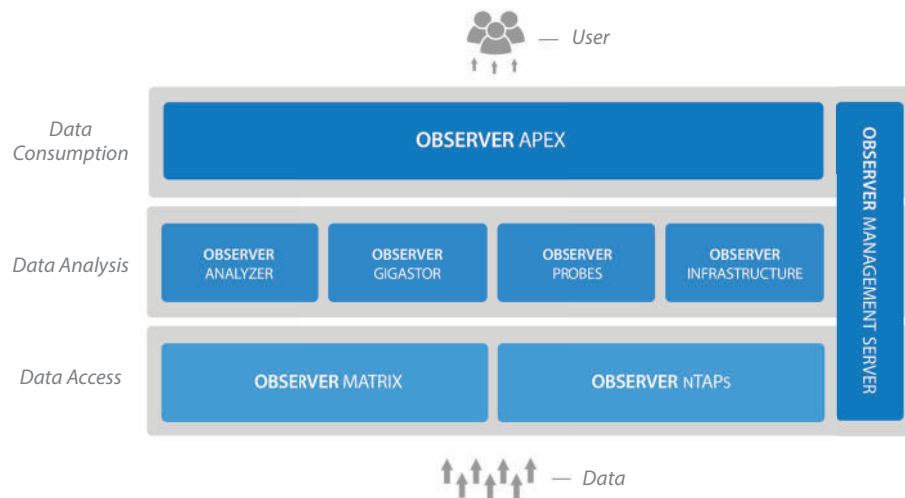 — User
Data
Consumption
OBSERVER APEX
OBSERVER MANAGEMENT SERVER
Data Analysis
OBSERVER
ANALYZER
OBSERVER
GIGASTOR
OBSERVER
PROBES
OBSERVER
INFRASTRUCTURE
Data Access
OBSERVER MATRIX
OBSERVER nTAPs
— Data